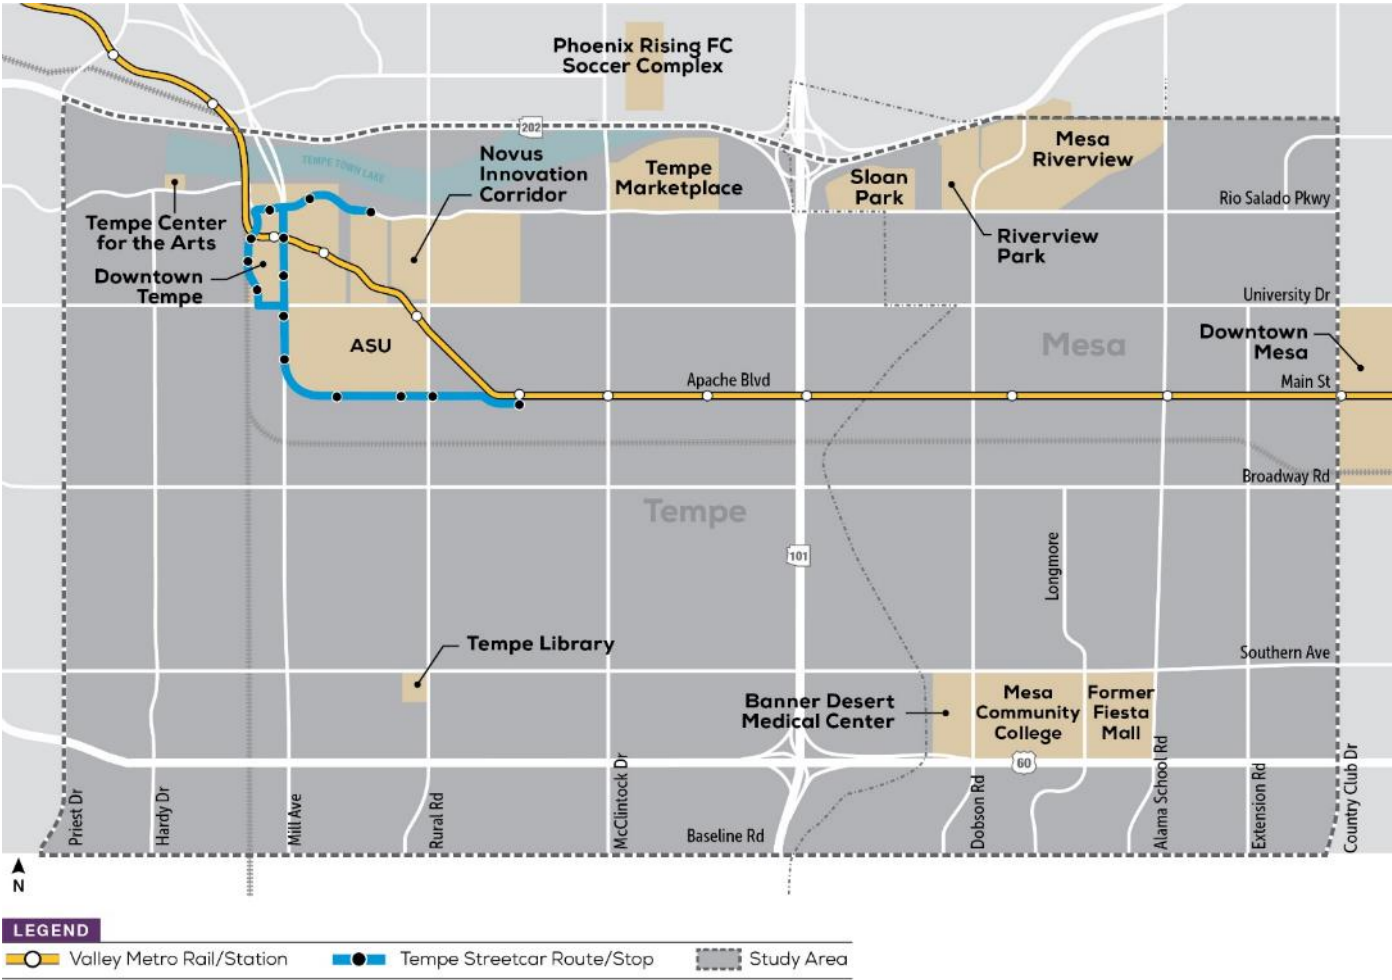 Phoenix Rising FC
Soccer Complex
202
TEMPE TOWN LAKE
Novus
Innovation
Corridor
Tempe
Marketplace
Sloan
Park
Mesa
Riverview
Rio Salado Pkwy
Tempe Center
for the Arts
Riverview
Park
Downtown
Tempe
University Dr
ASU
Mesa
Downtown
Mesa
Apache Blvd
Main St
Broadway Rd
Tempe
101
Longmore
Tempe Library
Southern Ave
Banner Desert
Medical Center
Mesa
Community
College
Former
Fiesta
Mall
60
Priest Dr
Hardy Dr
Mill Ave
Rural Rd
McClintock Dr
Baseline Rd
Dobson Rd
Alama School Rd
Extension Rd
Country Club Dr
N
LEGEND
Valley Metro Rail/Station
Tempe Streetcar Route/Stop
Study Area